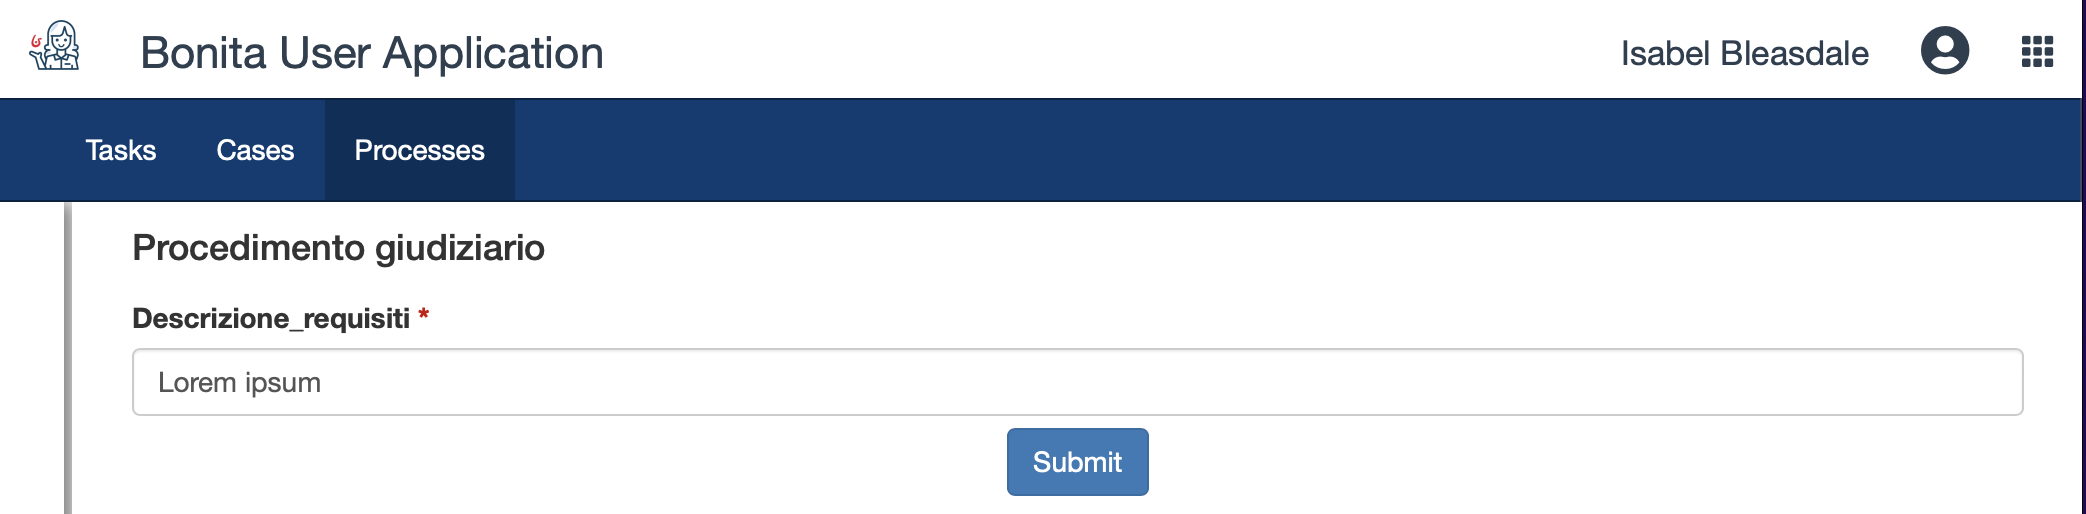 Bonita User Application
Isabel Bleasdale
Tasks
Cases
Processes
Procedimento giudiziario
Descrizione_requisiti *
Lorem ipsum
Submit